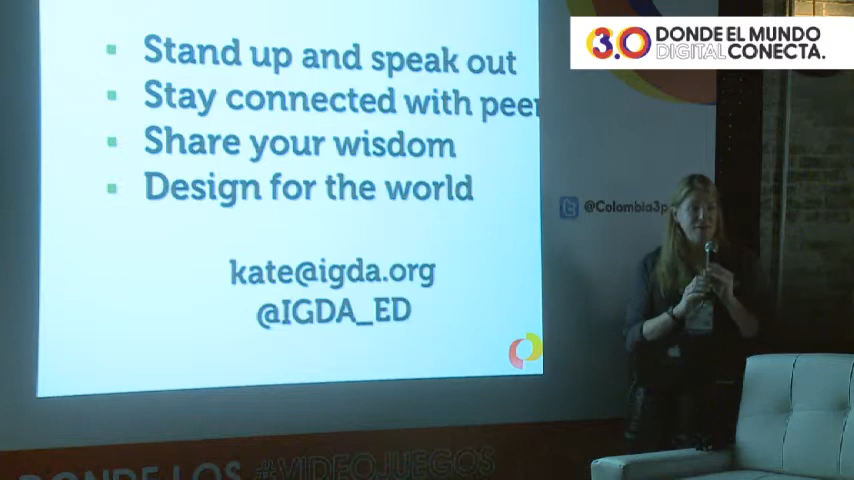 3.0 DONDE EL MUNDO
DIGITAL CONECTA.
Stand up and speak out
Stay connected with peer
Share your wisdom
Design for the world
kate@igda.org
@IGDA_ED
@Colombia3p
DONDE LOS #VIDEOJUEGOS